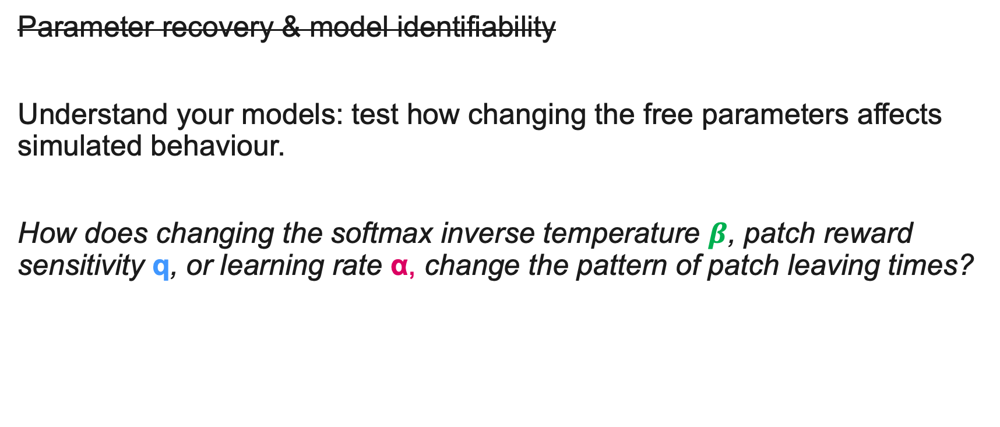 Parameter recovery & model identifiability
Understand your models: test how changing the free parameters affects
simulated behaviour.
How does changing the softmax inverse temperature β, patch reward
sensitivity q, or learning rate α, change the pattern of patch leaving times?